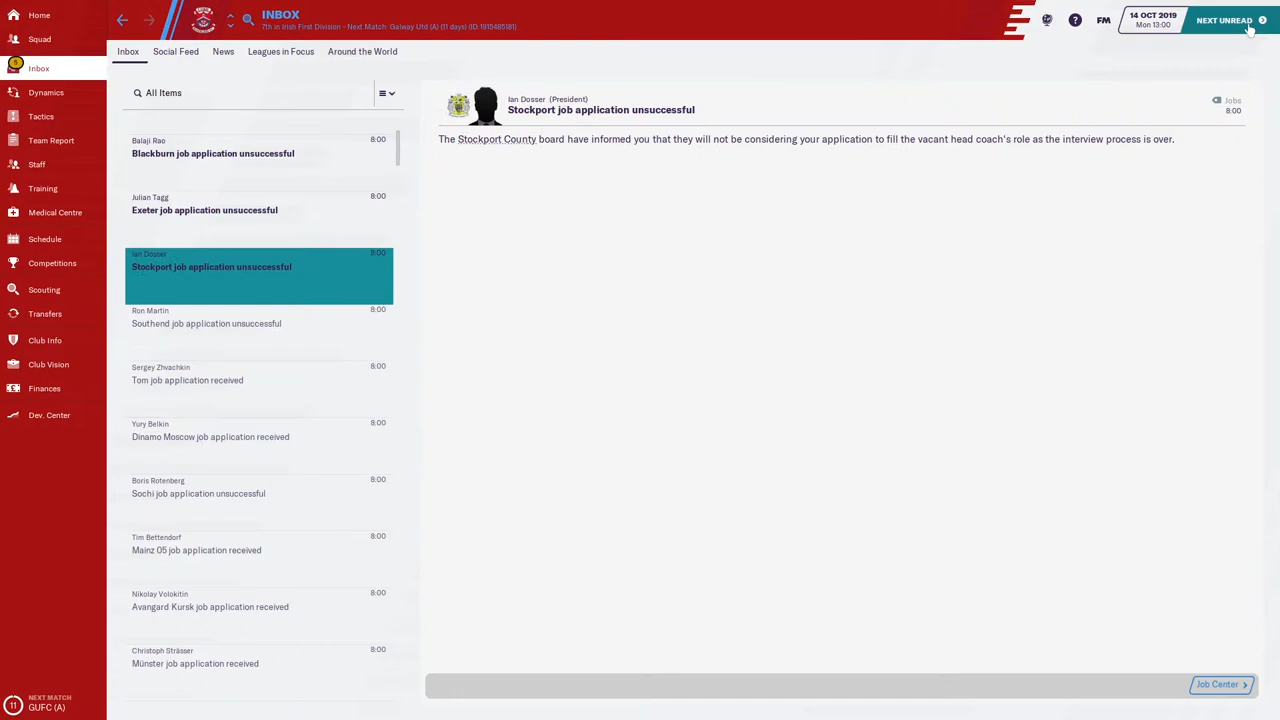 Home
Squad
5
Inbox
Dynamics
Tactics
Team Report
Staff
Training
Medical Centre
Schedule
Competitions
Scouting
Transfers
Club Info
Club Vision
Finances
Dev. Center
11
NEXT MATCH
GUFC (A)
INBOX
7th in Irish First Division - Next Match: Galway Utd (A) (11 days) (ID:1915485181)
?
FM
14 OCT 2019
Mon 13:00
NEXT UNREAD
Inbox
Social Feed
News
Leagues in Focus
Around the World
All Items
Balaji Rao
8:00
Blackburn job application unsuccessful
Julian Tagg
8:00
Exeter job application unsuccessful
Ian Dosser
8:00
Stockport job application unsuccessful
Ron Martin
8:00
Southend job application unsuccessful
Sergey Zhvachkin
8:00
Tom job application received
Yury Belkin
8:00
Dinamo Moscow job application received
Boris Rotenberg
8:00
Sochi job application unsuccessful
Tim Bettendorf
8:00
Mainz 05 job application received
Nikolay Volokitin
8:00
Avangard Kursk job application received
Christoph Strässer
8:00
Münster job application received
Ian Dosser (President)
Stockport job application unsuccessful
Jobs
8:00
The Stockport County board have informed you that they will not be considering your application to fill the vacant head coach's role as the interview process is over.
Job Center